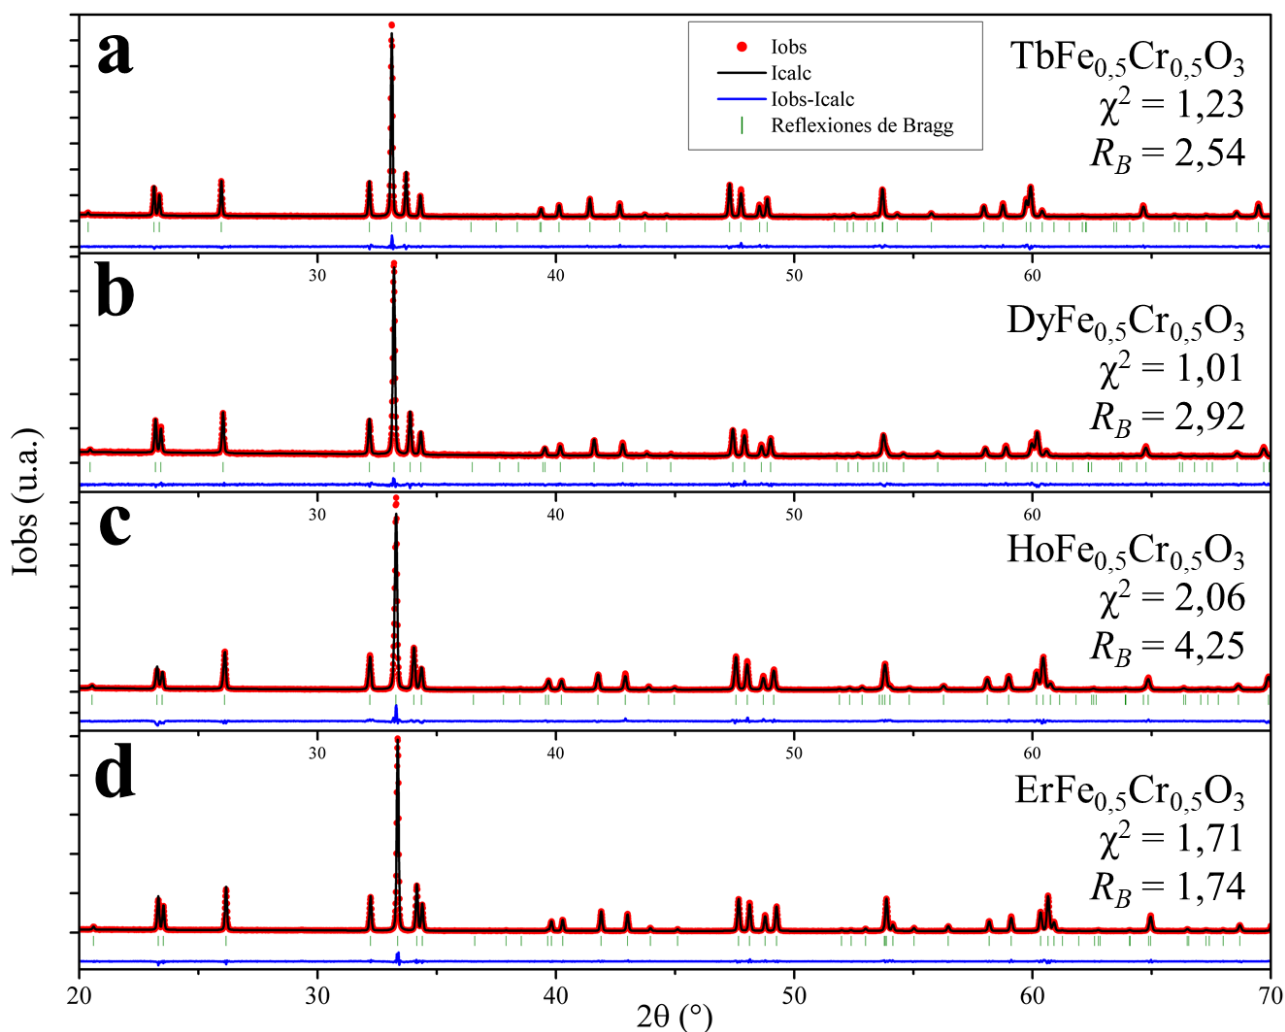 a
Iobs
Icalc
Iobs-Icalc
Reflexiones de Bragg
TbFe0,5Cr0,5O3
χ2 = 1,23
RB = 2,54
30 40 50 60
b
DyFe0,5Cr0,5O3
χ2 = 1,01
RB = 2,92
30 40 50 60
c
HoFe0,5Cr0,5O3
χ2 = 2,06
RB = 4,25
30 40 50 60
d
ErFe0,5Cr0,5O3
χ2 = 1,71
RB = 1,74
20 30 40 50 60 70
2θ (°)
Iobs (u.a.)